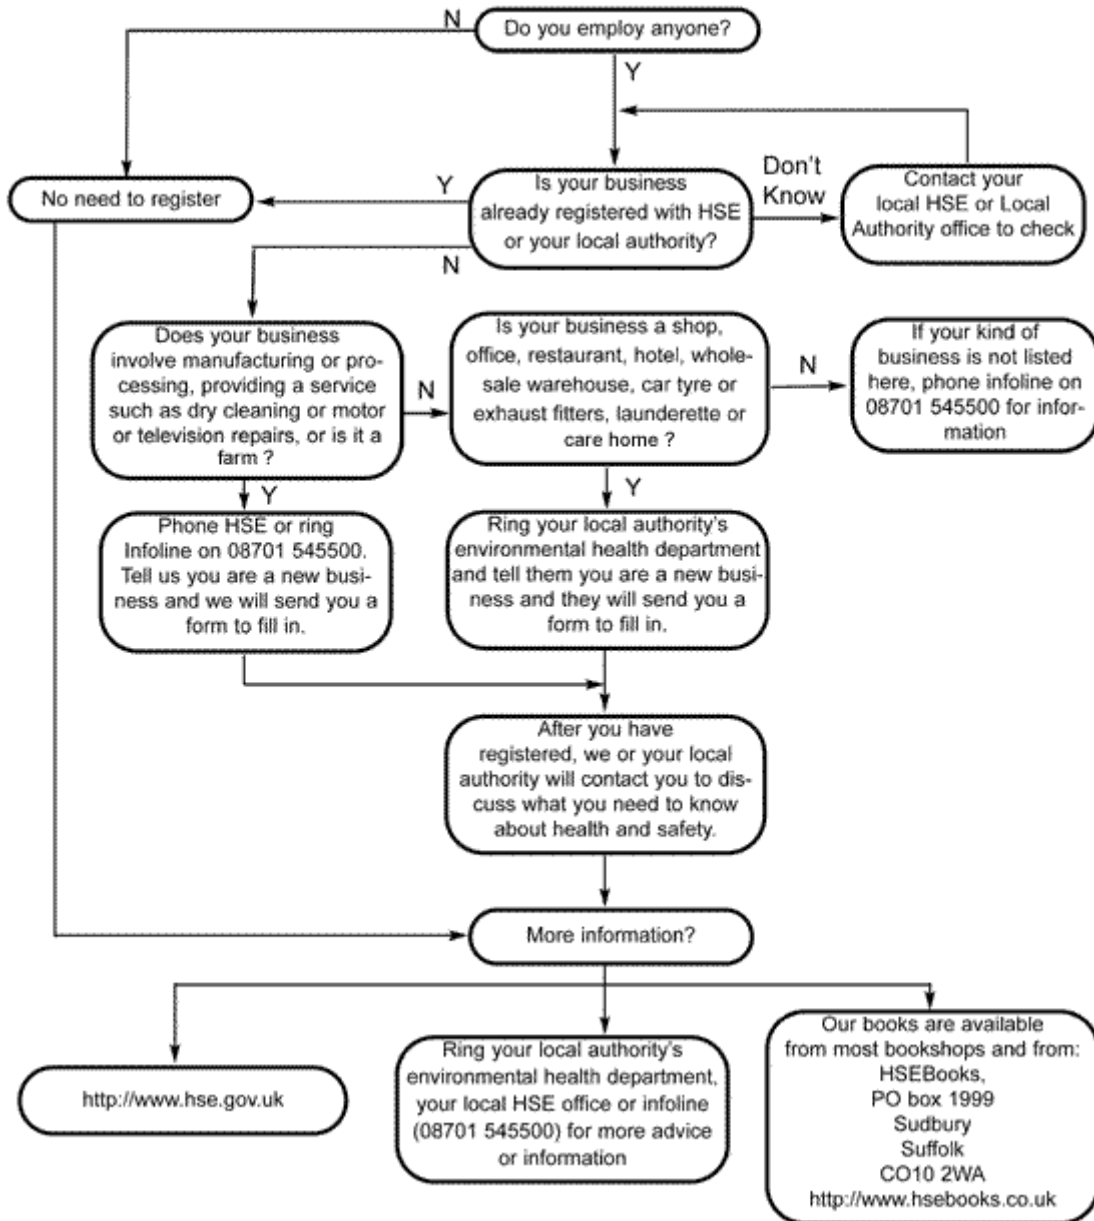 Do you employ anyone?
N
Y
No need to register
Y
Is your business
already registered with HSE
or your local authority?
Don't
Know
Contact your
local HSE or Local
Authority office to check
N
Does your business
involve manufacturing or pro-
cessing, providing a service
such as dry cleaning or motor
or television repairs, or is it a
farm ?
N
Is your business a shop,
office, restaurant, hotel, whole-
sale warehouse, car tyre or
exhaust fitters, launderette or
care home ?
N
If your kind of
business is not listed
here, phone infoline on
08701 545500 for infor-
mation
Y
Y
Phone HSE or ring
Infoline on 08701 545500.
Tell us you are a new busi-
ness and we will send you a
form to fill in.
Ring your local authority's
environmental health department
and tell them you are a new busi-
ness and they will send you a
form to fill in.
After you have
registered, we or your local
authority will contact you to dis-
cuss what you need to know
about health and safety.
More information?
http://www.hse.gov.uk
Ring your local authority's
environmental health department,
your local HSE office or infoline
(08701 545500) for more advice
or information
Our books are available
from most bookshops and from:
HSEBooks,
PO box 1999
Sudbury
Suffolk
CO10 2WA
http://www.hsebooks.co.uk